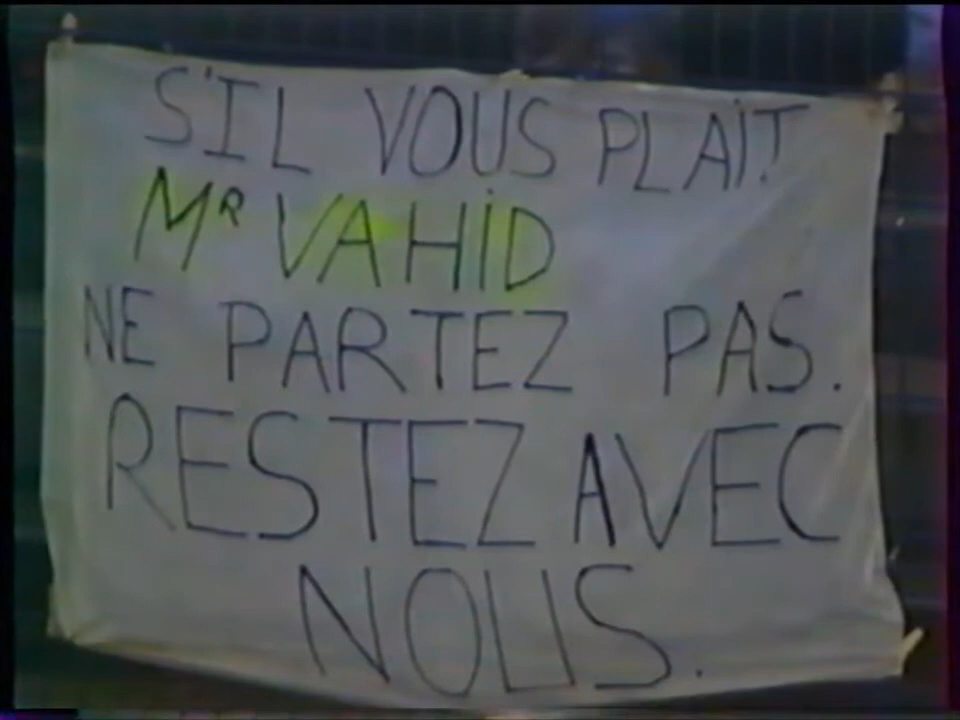 S'IL VOUS PLAIT
MR VAHID
NE PARTEZ PAS.
RESTEZ AVEC
NOUS.